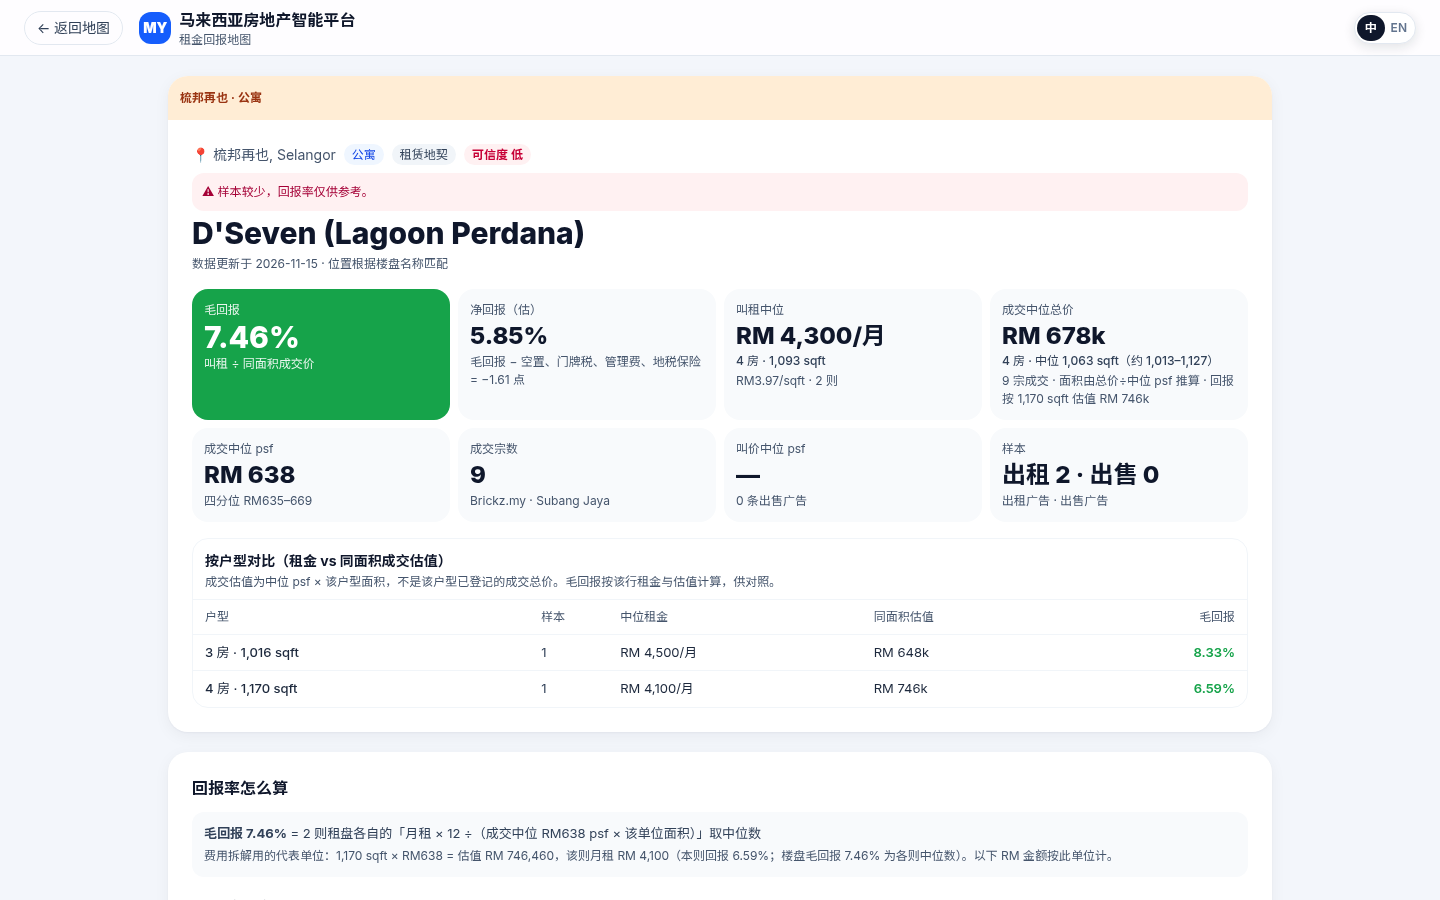 ← 返回地图
MY
马来西亚房地产智能平台
租金回报地图
中 EN
梳邦再也 · 公寓
📍 梳邦再也, Selangor 公寓 租赁地契 可信度 低
⚠ 样本较少，回报率仅供参考。
D'Seven (Lagoon Perdana)
数据更新于 2026-11-15 · 位置根据楼盘名称匹配
毛回报
7.46%
叫租 ÷ 同面积成交价
净回报（估）
5.85%
毛回报 − 空置、门牌税、管理费、地税保险
= −1.61 点
叫租中位
RM 4,300/月
4 房 · 1,093 sqft
RM3.97/sqft · 2 则
成交中位总价
RM 678k
4 房 · 中位 1,063 sqft（约 1,013–1,127）
9 宗成交 · 面积由总价÷中位 psf 推算 · 回报
按 1,170 sqft 估值 RM 746k
成交中位 psf
RM 638
四分位 RM635–669
成交宗数
9
Brickz.my · Subang Jaya
叫价中位 psf
—
0 条出售广告
样本
出租 2 · 出售 0
出租广告 · 出售广告
按户型对比（租金 vs 同面积成交估值）
成交估值为中位 psf × 该户型面积，不是该户型已登记的成交总价。毛回报按该行租金与估值计算，供对照。
户型 样本 中位租金 同面积估值 毛回报
3 房 · 1,016 sqft 1 RM 4,500/月 RM 648k 8.33%
4 房 · 1,170 sqft 1 RM 4,100/月 RM 746k 6.59%
回报率怎么算
毛回报 7.46% = 2 则租盘各自的「月租 × 12 ÷（成交中位 RM638 psf × 该单位面积）」取中位数
费用拆解用的代表单位：1,170 sqft × RM638 = 估值 RM 746,460，该则月租 RM 4,100（本则回报 6.59%；楼盘毛回报 7.46% 为各则中位数）。以下 RM 金额按此单位计。